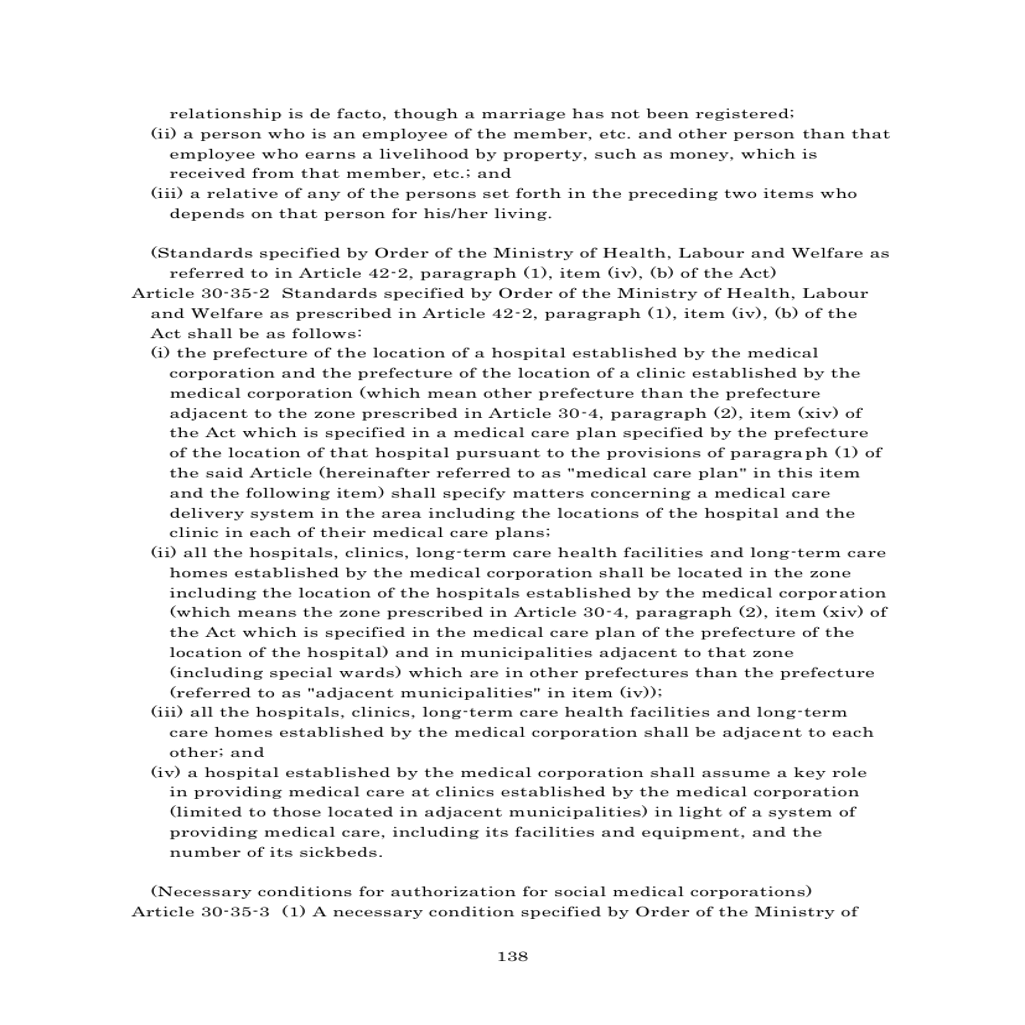 relationship is de facto, though a marriage has not been registered;
(ii) a person who is an employee of the member, etc. and other person than that
employee who earns a livelihood by property, such as money, which is
received from that member, etc.; and
(iii) a relative of any of the persons set forth in the preceding two items who
depends on that person for his/her living.
(Standards specified by Order of the Ministry of Health, Labour and Welfare as
referred to in Article 42-2, paragraph (1), item (iv), (b) of the Act)
Article 30-35-2 Standards specified by Order of the Ministry of Health, Labour
and Welfare as prescribed in Article 42-2, paragraph (1), item (iv), (b) of the
Act shall be as follows:
(i) the prefecture of the location of a hospital established by the medical
corporation and the prefecture of the location of a clinic established by the
medical corporation (which mean other prefecture than the prefecture
adjacent to the zone prescribed in Article 30-4, paragraph (2), item (xiv) of
the Act which is specified in a medical care plan specified by the prefecture
of the location of that hospital pursuant to the provisions of paragraph (1) of
the said Article (hereinafter referred to as "medical care plan" in this item
and the following item) shall specify matters concerning a medical care
delivery system in the area including the locations of the hospital and the
clinic in each of their medical care plans;
(ii) all the hospitals, clinics, long-term care health facilities and long-term care
homes established by the medical corporation shall be located in the zone
including the location of the hospitals established by the medical corporation
(which means the zone prescribed in Article 30-4, paragraph (2), item (xiv) of
the Act which is specified in the medical care plan of the prefecture of the
location of the hospital) and in municipalities adjacent to that zone
(including special wards) which are in other prefectures than the prefecture
(referred to as "adjacent municipalities" in item (iv));
(iii) all the hospitals, clinics, long-term care health facilities and long-term
care homes established by the medical corporation shall be adjacent to each
other; and
(iv) a hospital established by the medical corporation shall assume a key role
in providing medical care at clinics established by the medical corporation
(limited to those located in adjacent municipalities) in light of a system of
providing medical care, including its facilities and equipment, and the
number of its sickbeds.
(Necessary conditions for authorization for social medical corporations)
Article 30-35-3 (1) A necessary condition specified by Order of the Ministry of
138